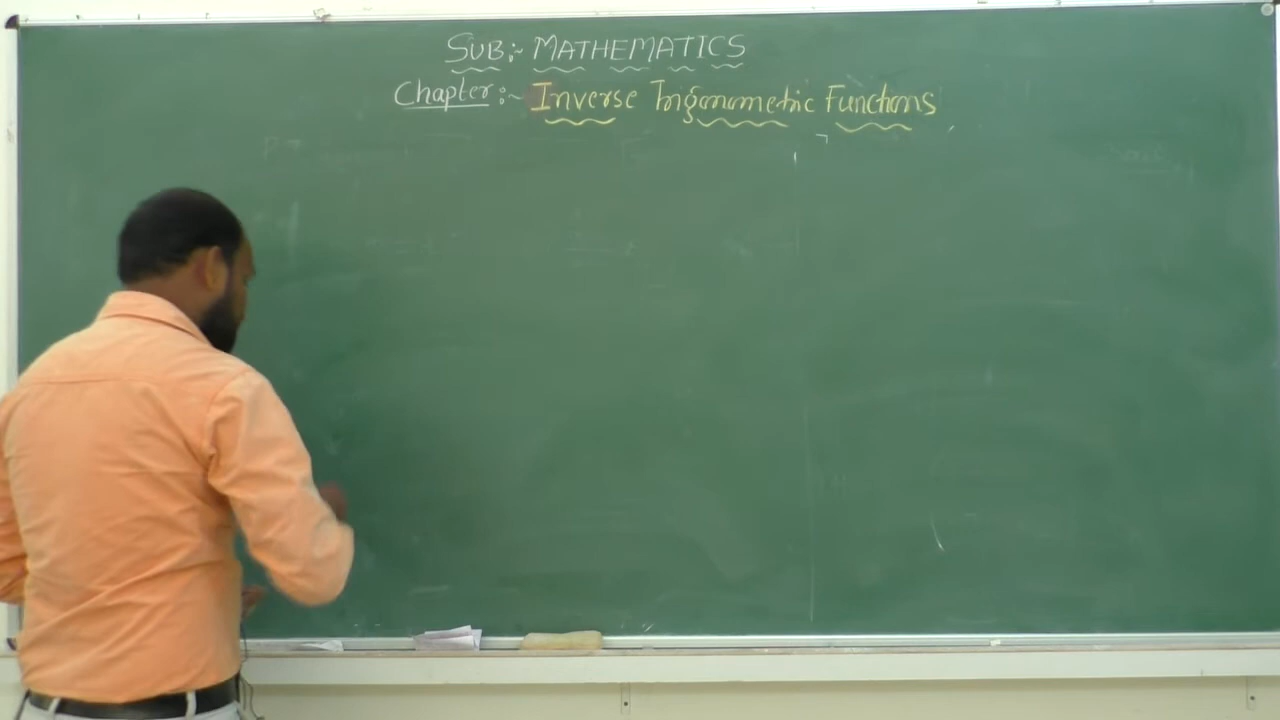 SUB:- MATHEMATICS
Chapter:- Inverse Trigonometric Functions